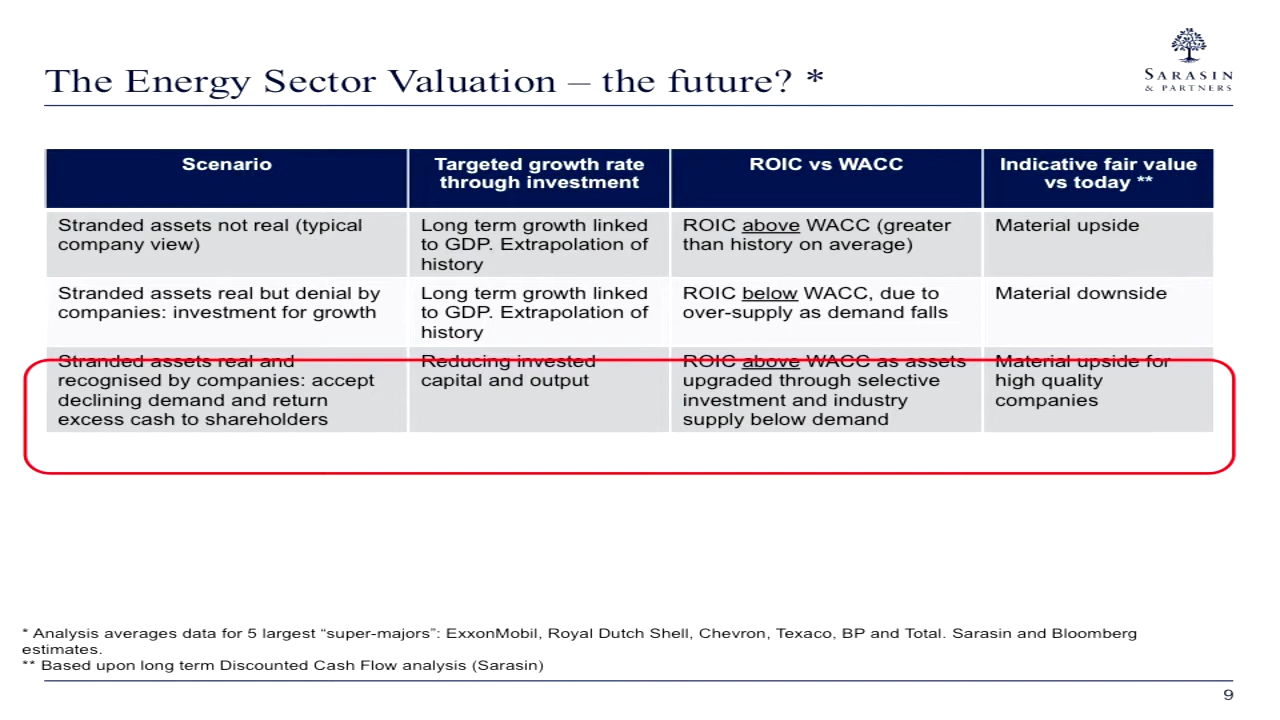 SARASIN
& PARTNERS
The Energy Sector Valuation – the future? *
Scenario
Targeted growth rate
through investment
ROIC vs WACC
Indicative fair value
vs today **
Stranded assets not real (typical
company view)
Long term growth linked
to GDP. Extrapolation of
history
ROIC above WACC (greater
than history on average)
Material upside
Stranded assets real but denial by
companies: investment for growth
Long term growth linked
to GDP. Extrapolation of
history
ROIC below WACC, due to
over-supply as demand falls
Material downside
Stranded assets real and
recognised by companies: accept
declining demand and return
excess cash to shareholders
Reducing invested
capital and output
ROIC above WACC as assets
upgraded through selective
investment and industry
supply below demand
Material upside for
high quality
companies
* Analysis averages data for 5 largest “super-majors”: ExxonMobil, Royal Dutch Shell, Chevron, Texaco, BP and Total. Sarasin and Bloomberg
estimates.
** Based upon long term Discounted Cash Flow analysis (Sarasin)
9